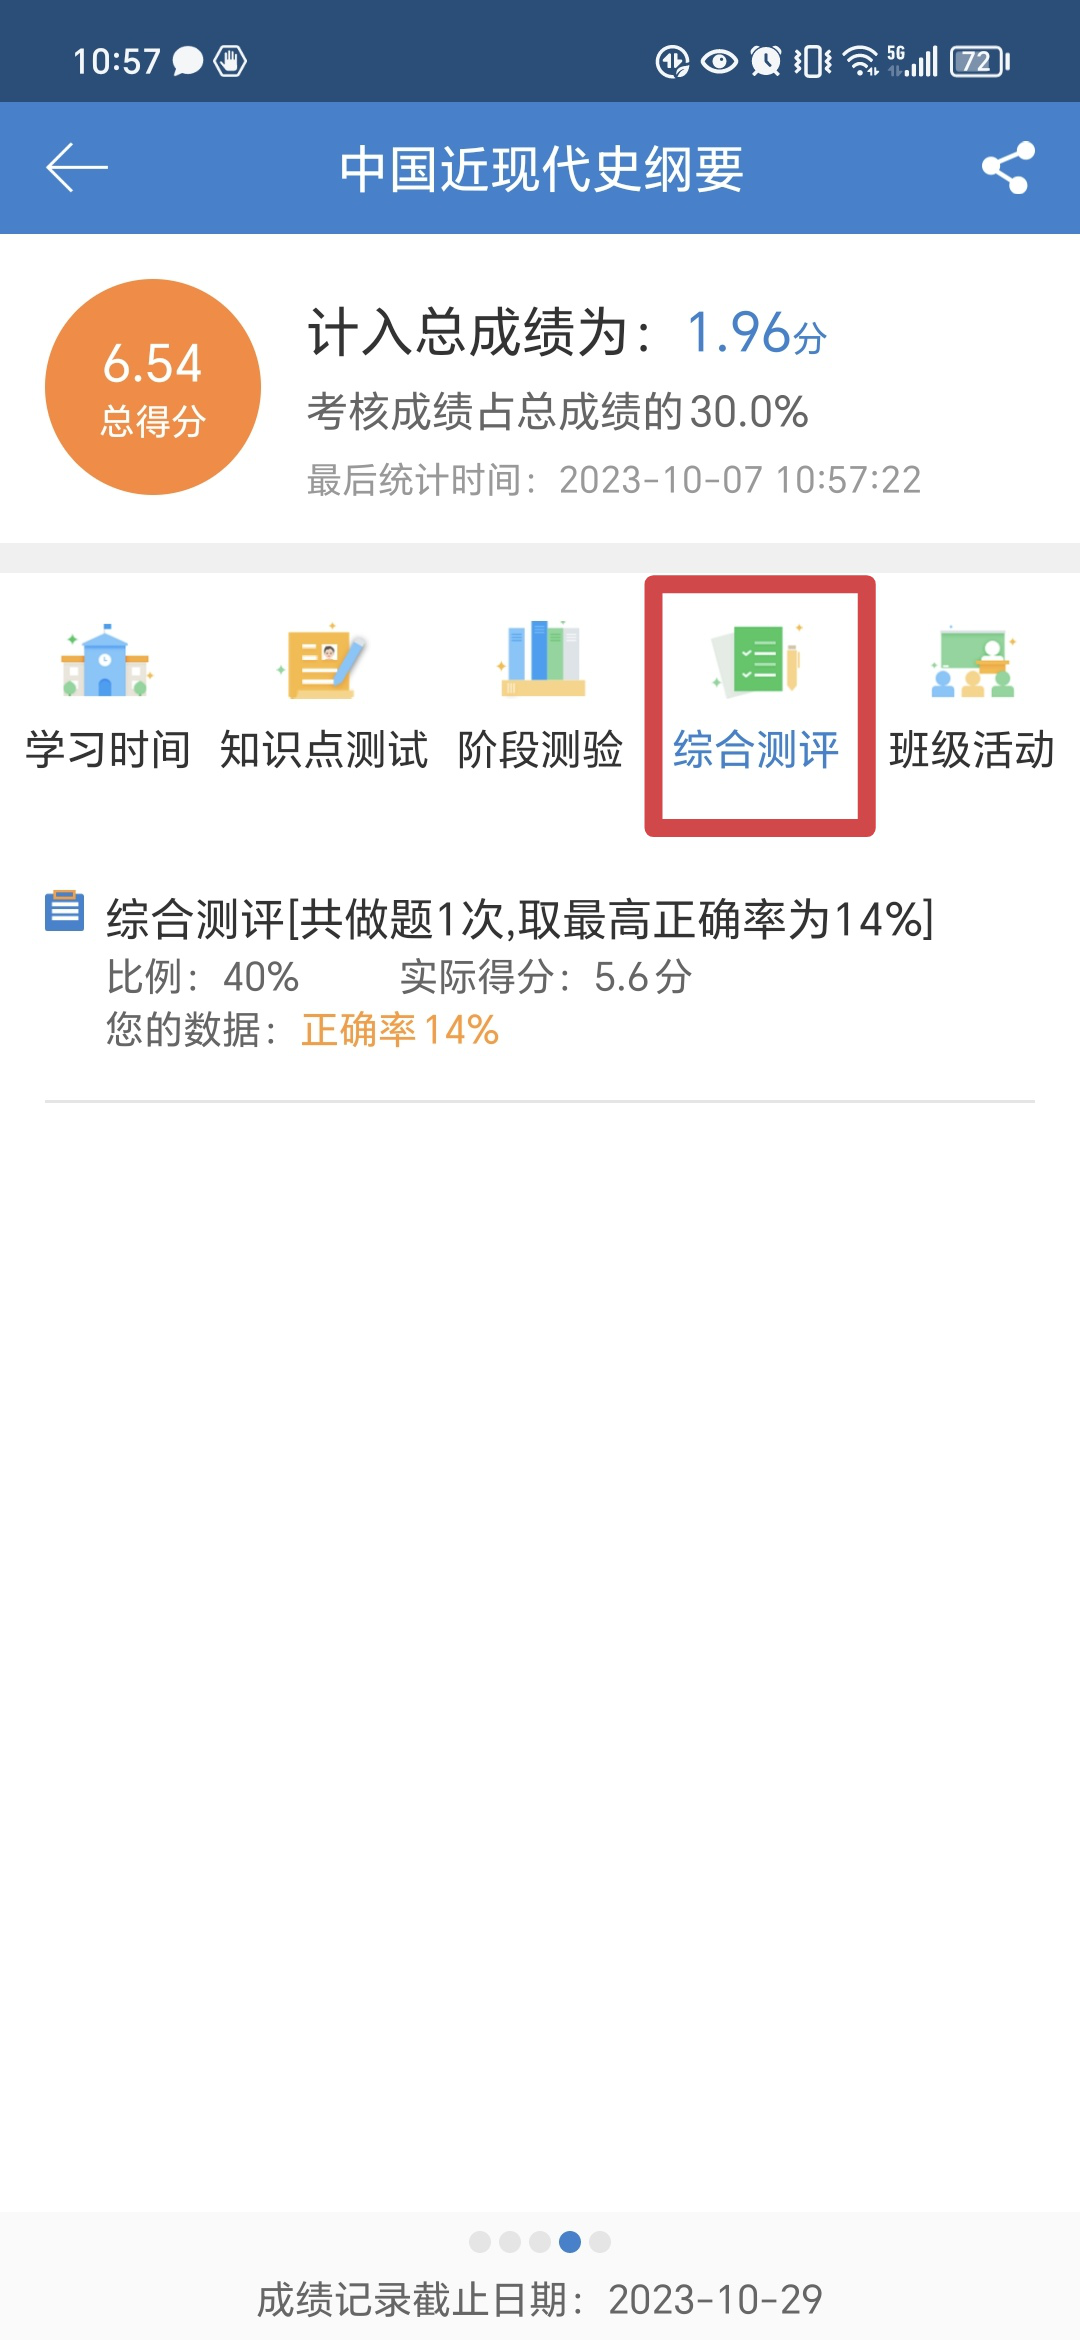 10:57
5G
72
中国近现代史纲要
6.54
总得分
计入总成绩为：1.96分
考核成绩占总成绩的30.0%
最后统计时间：2023-10-07 10:57:22
学习时间
知识点测试
阶段测验
综合测评
班级活动
综合测评[共做题1次,取最高正确率为14%]
比例：40% 实际得分：5.6分
您的数据：正确率14%
成绩记录截止日期：2023-10-29